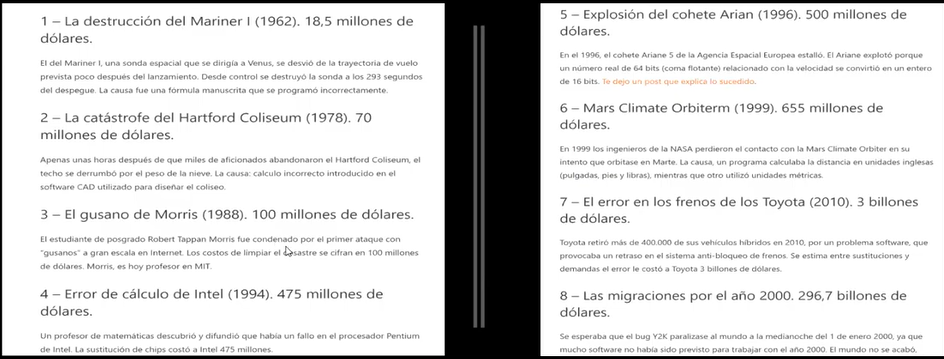 1 – La destrucción del Mariner I (1962). 18,5 millones de
dólares.
El del Mariner I, una sonda espacial que se dirigía a Venus, se desvió de la trayectoria de vuelo
prevista poco después del lanzamiento. Desde control se destruyó la sonda a los 293 segundos
del despegue. La causa fue una fórmula manuscrita que se programó incorrectamente.
2 – La catástrofe del Hartford Coliseum (1978). 70
millones de dólares.
Apenas unas horas después de que miles de aficionados abandonaron el Hartford Coliseum, el
techo se derrumbó por el peso de la nieve. La causa: calculo incorrecto introducido en el
software CAD utilizado para diseñar el coliseo.
3 – El gusano de Morris (1988). 100 millones de dólares.
El estudiante de posgrado Robert Tappan Morris fue condenado por el primer ataque con
"gusanos" a gran escala en Internet. Los costos de limpiar el desastre se cifran en 100 millones
de dólares. Morris, es hoy profesor en MIT.
4 – Error de cálculo de Intel (1994). 475 millones de
dólares.
Un profesor de matemáticas descubrió y difundió que había un fallo en el procesador Pentium
de Intel. La sustitución de chips costó a Intel 475 millones.
5 – Explosión del cohete Arian (1996). 500 millones de
dólares.
En el 1996, el cohete Ariane 5 de la Agencia Espacial Europea estalló. El Ariane explotó porque
un número real de 64 bits (coma flotante) relacionado con la velocidad se convirtió en un entero
de 16 bits. Te dejo un post que explica lo sucedido.
6 – Mars Climate Orbiterm (1999). 655 millones de
dólares.
En 1999 los ingenieros de la NASA perdieron el contacto con la Mars Climate Orbiter en su
intento que orbitase en Marte. La causa, un programa calculaba la distancia en unidades inglesas
(pulgadas, pies y libras), mientras que otro utilizó unidades métricas.
7 – El error en los frenos de los Toyota (2010). 3 billones
de dólares.
Toyota retiró más de 400.000 de sus vehículos híbridos en 2010, por un problema software, que
provocaba un retraso en el sistema anti-bloqueo de frenos. Se estima entre sustituciones y
demandas el error le costó a Toyota 3 billones de dólares.
8 – Las migraciones por el año 2000. 296,7 billones de
dólares.
Se esperaba que el bug Y2K paralizase al mundo a la medianoche del 1 de enero 2000, ya que
mucho software no había sido previsto para trabajar con el año 2000. El mundo no se acabó,